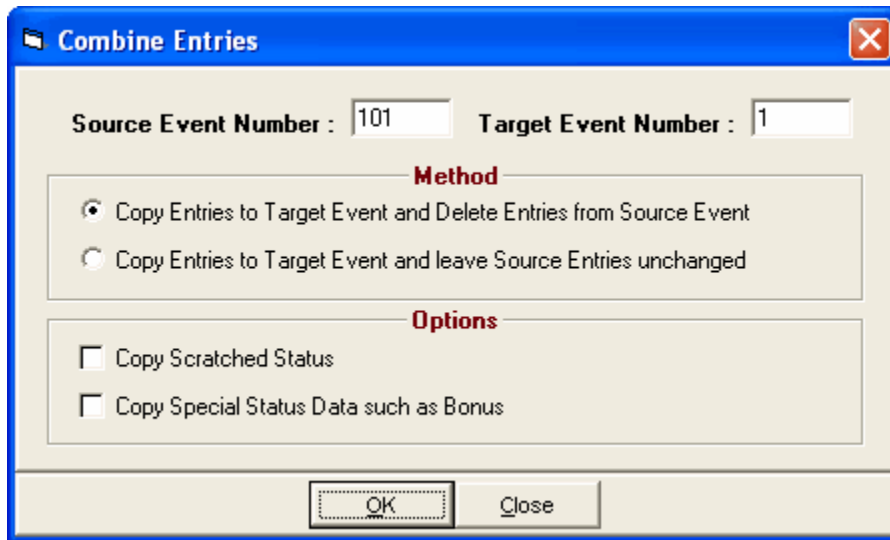 Combine Entries
Source Event Number : 101 Target Event Number : 1
Method
Copy Entries to Target Event and Delete Entries from Source Event
Copy Entries to Target Event and leave Source Entries unchanged
Options
Copy Scratched Status
Copy Special Status Data such as Bonus
OK Close